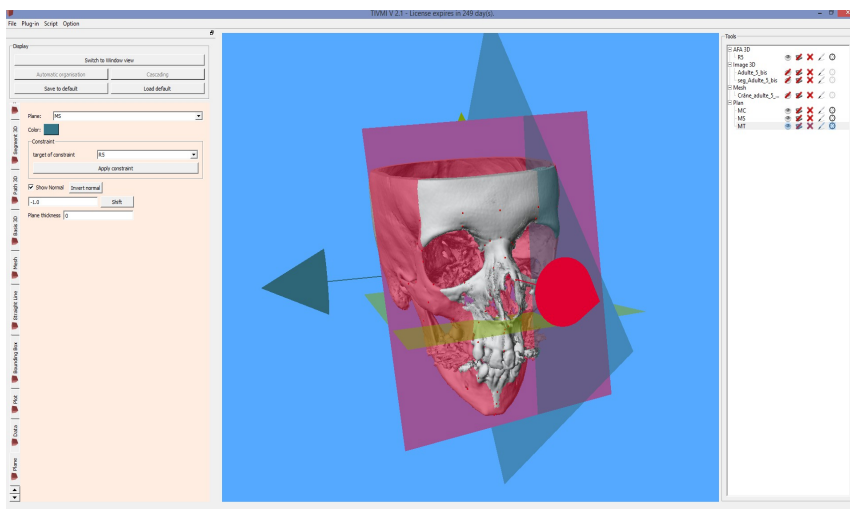 TIVMI V 2.1 - License expires in 249 day(s).
File Plug-in Script Option
Display
Switch to Window view
Automatic organisation Cascading
Save to default Load default
Segment 3D
Path 3D
Basis 3D
Mesh
Straight Line
Bounding Box
Plot
Data
Plane
Plane: MS
Color:
Constraint
target of constraint RS
Apply constraint
Show Normal Invert normal
-1.0 Shift
Plane thickness 0
Tools
AFA 3D
RS
Image 3D
Adulte_5_bis
seg_Adulte_5_bis
Mesh
Crâne_adulte_5_...
Plan
MC
MS
MT